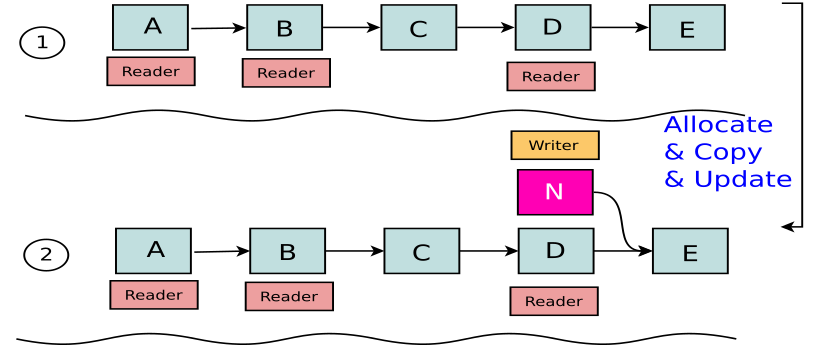 1
A B C D E
Reader Reader Reader
Allocate
& Copy
& Update
Writer
N
2
A B C D E
Reader Reader Reader